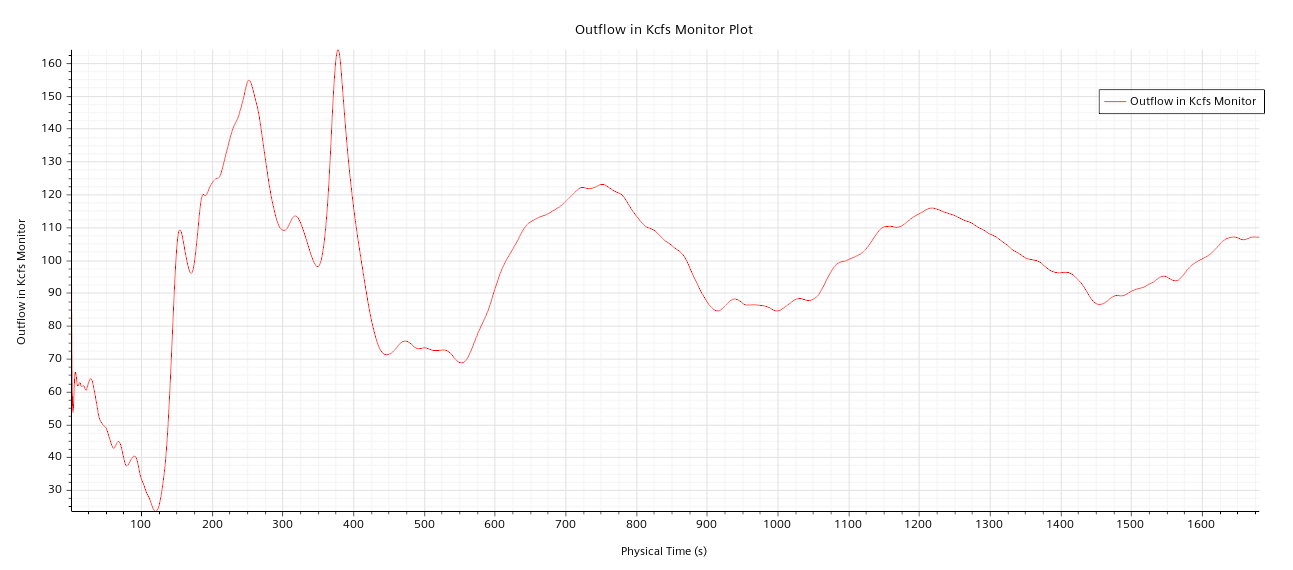 Outflow in Kcfs Monitor Plot
Outflow in Kcfs Monitor
160
150
140
130
120
110
100
90
80
70
60
50
40
30
Outflow in Kcfs Monitor
100 200 300 400 500 600 700 800 900 1000 1100 1200 1300 1400 1500 1600
Physical Time (s)